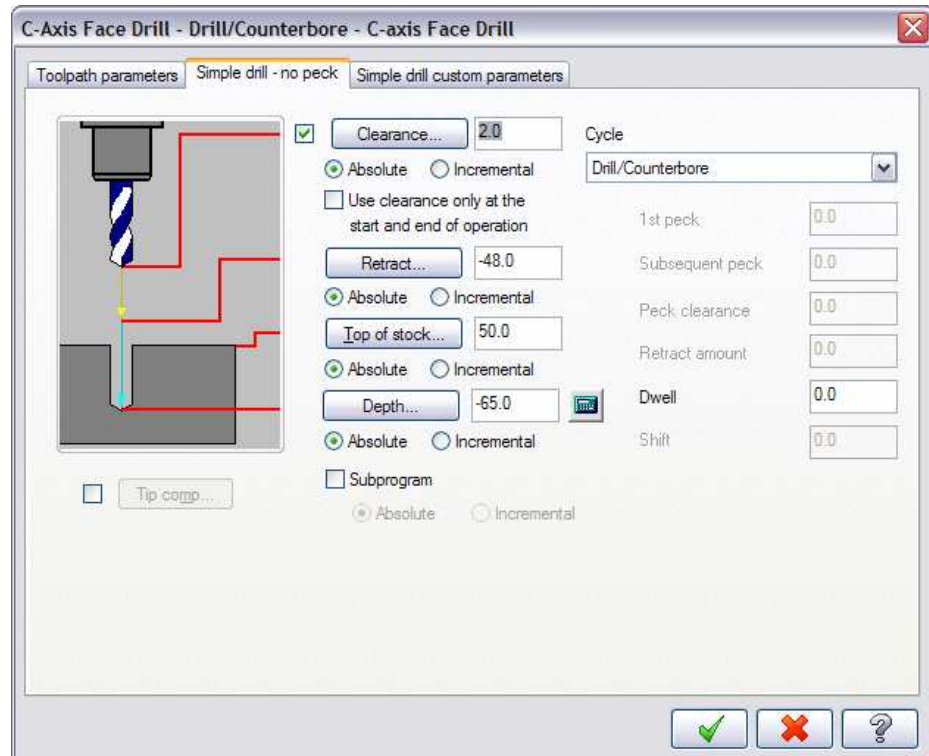 C-Axis Face Drill - Drill/Counterbore - C-axis Face Drill
Toolpath parameters
Simple drill - no peck
Simple drill custom parameters
Clearance...
2.0
Absolute
Incremental
Use clearance only at the
start and end of operation
Retract...
-48.0
Absolute
Incremental
Top of stock...
50.0
Absolute
Incremental
Depth...
-65.0
Absolute
Incremental
Subprogram
Absolute
Incremental
Tip comp...
Cycle
Drill/Counterbore
1st peck
0.0
Subsequent peck
0.0
Peck clearance
0.0
Retract amount
0.0
Dwell
0.0
Shift
0.0